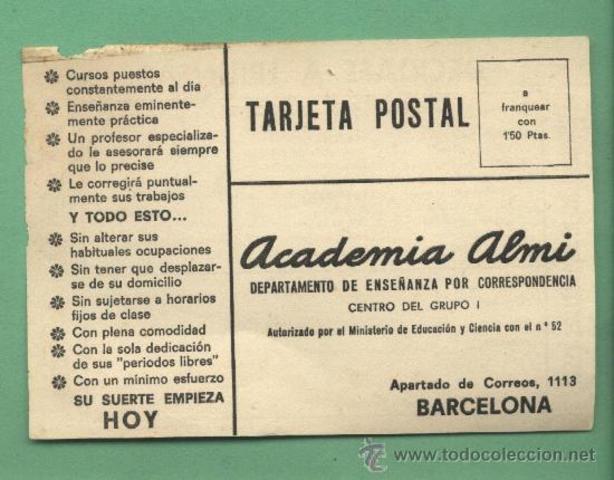 Cursos puestos
constantemente al día
Enseñanza eminente-
mente práctica
Un profesor especializa-
do le asesorará siempre
que lo precise
Le corregirá puntual-
mente sus trabajos
Y TODO ESTO...
Sin alterar sus
habituales ocupaciones
Sin tener que desplazar-
se de su domicilio
Sin sujetarse a horarios
fijos de clase
Con plena comodidad
Con la sola dedicación
de sus "periodos libres"
Con un mínimo esfuerzo
SU SUERTE EMPIEZA
HOY
TARJETA POSTAL
a
franquear
con
1'50 Ptas.
Academia Almi
DEPARTAMENTO DE ENSEÑANZA POR CORRESPONDENCIA
CENTRO DEL GRUPO I
Autorizado por el Ministerio de Educación y Ciencia con el n° 52
Apartado de Correos, 1113
BARCELONA
www.todocoleccion.net